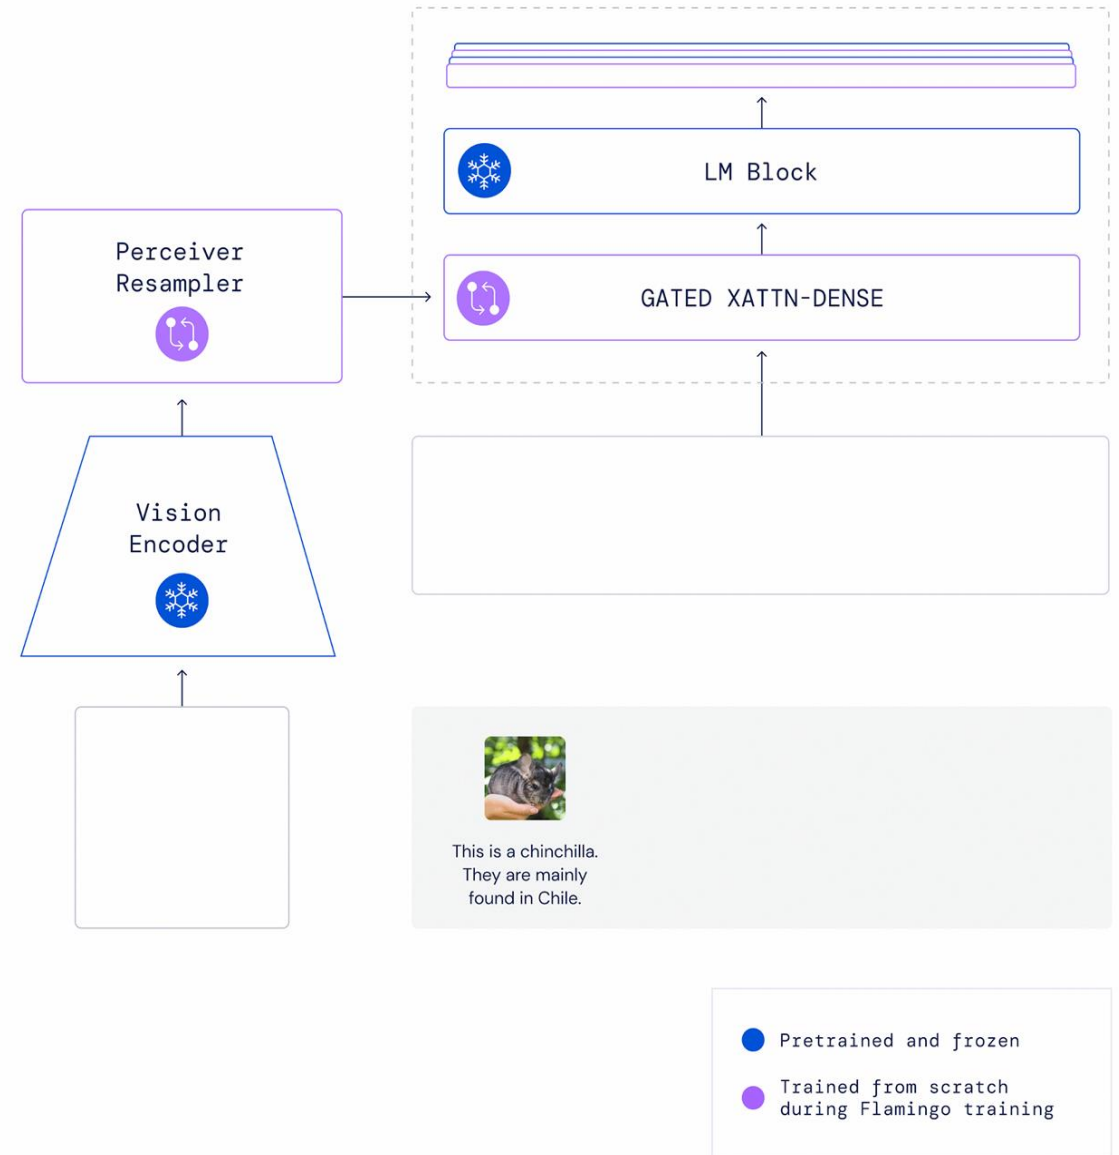 LM Block
Perceiver
Resampler
GATED XATTN-DENSE
Vision
Encoder
This is a chinchilla.
They are mainly
found in Chile.
Pretrained and frozen
Trained from scratch
during Flamingo training